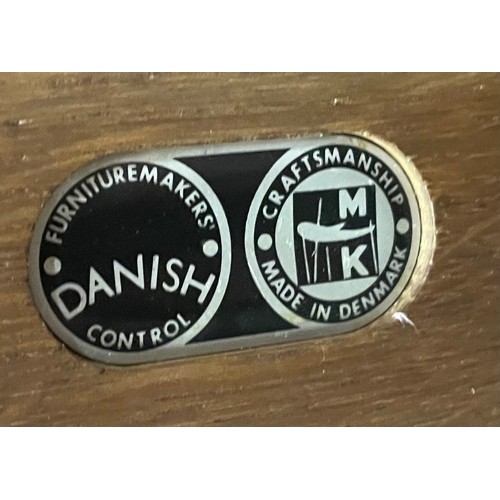 FURNITUREMAKERS'
DANISH
CONTROL
CRAFTSMANSHIP
M
K
MADE IN DENMARK